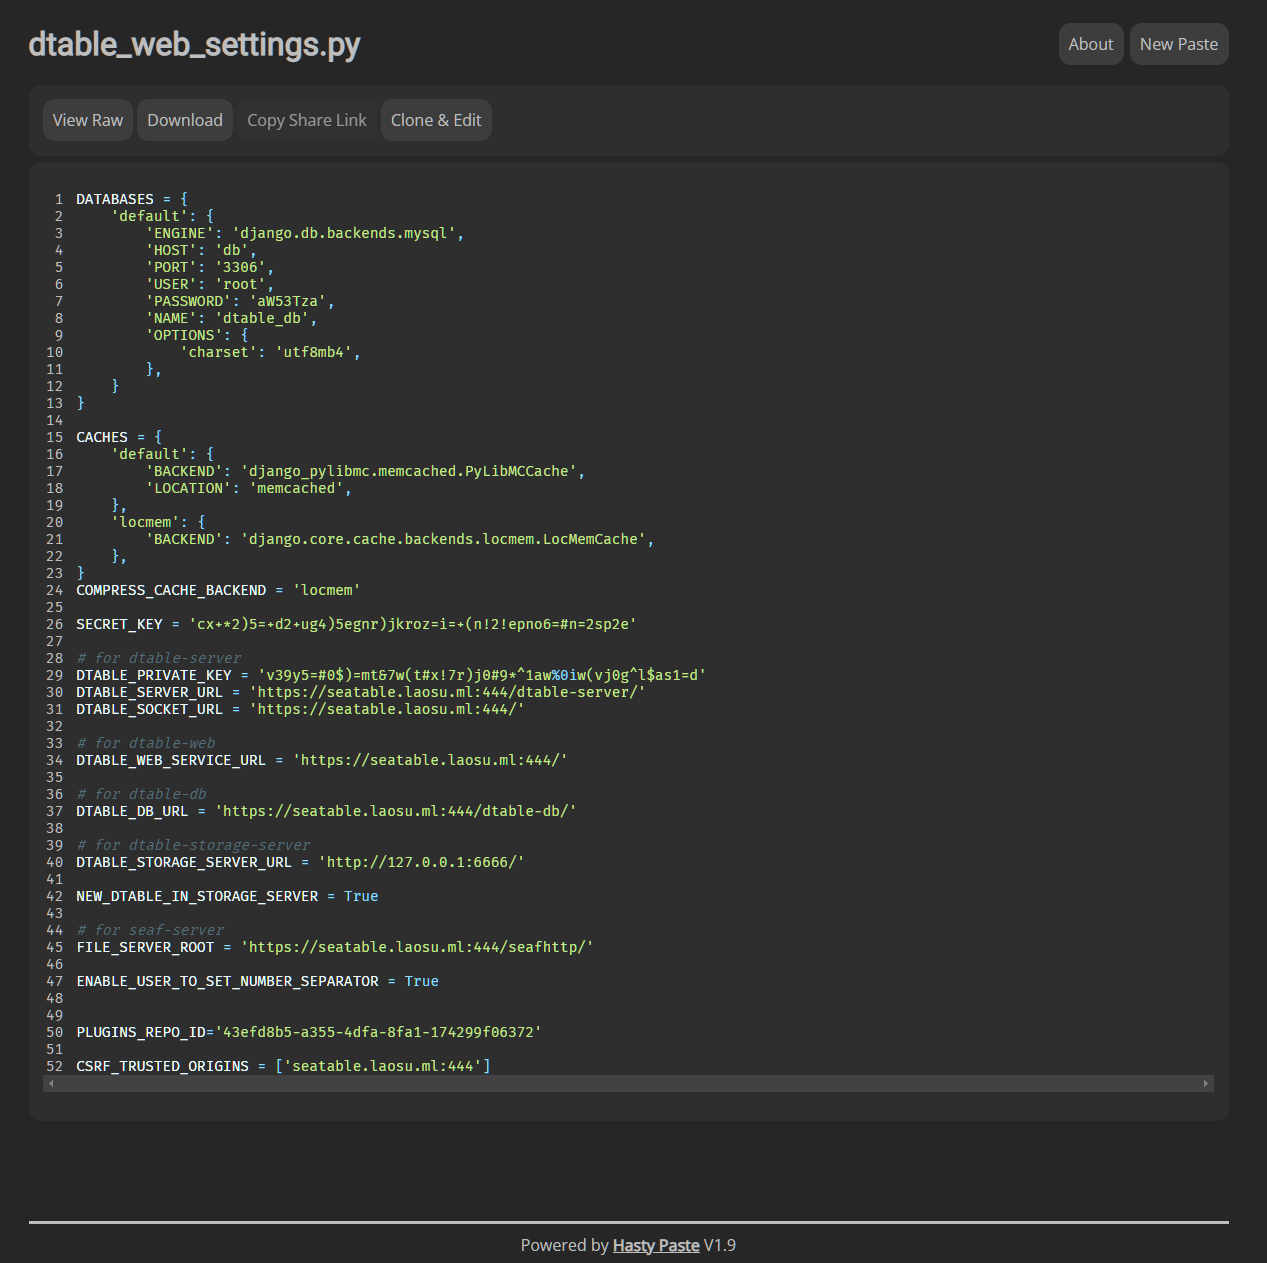 dtable_web_settings.py
About New Paste
View Raw Download Copy Share Link Clone & Edit
1 DATABASES = {
2     'default': {
3         'ENGINE': 'django.db.backends.mysql',
4         'HOST': 'db',
5         'PORT': '3306',
6         'USER': 'root',
7         'PASSWORD': 'aW53Tza',
8         'NAME': 'dtable_db',
9         'OPTIONS': {
10             'charset': 'utf8mb4',
11         },
12     }
13 }
14
15 CACHES = {
16     'default': {
17         'BACKEND': 'django_pylibmc.memcached.PyLibMCCache',
18         'LOCATION': 'memcached',
19     },
20     'locmem': {
21         'BACKEND': 'django.core.cache.backends.locmem.LocMemCache',
22     },
23 }
24 COMPRESS_CACHE_BACKEND = 'locmem'
25
26 SECRET_KEY = 'cx+*2)5=+d2+ug4)5egnr)jkroz=i=+(n!2!epno6=#n=2sp2e'
27
28 # for dtable-server
29 DTABLE_PRIVATE_KEY = 'v39y5=#0$)=mt&7w(t#x!7r)j0#9*^1aw%0iw(vj0g^l$as1=d'
30 DTABLE_SERVER_URL = 'https://seatable.laosu.ml:444/dtable-server/'
31 DTABLE_SOCKET_URL = 'https://seatable.laosu.ml:444/'
32
33 # for dtable-web
34 DTABLE_WEB_SERVICE_URL = 'https://seatable.laosu.ml:444/'
35
36 # for dtable-db
37 DTABLE_DB_URL = 'https://seatable.laosu.ml:444/dtable-db/'
38
39 # for dtable-storage-server
40 DTABLE_STORAGE_SERVER_URL = 'http://127.0.0.1:6666/'
41
42 NEW_DTABLE_IN_STORAGE_SERVER = True
43
44 # for seaf-server
45 FILE_SERVER_ROOT = 'https://seatable.laosu.ml:444/seafhttp/'
46
47 ENABLE_USER_TO_SET_NUMBER_SEPARATOR = True
48
49
50 PLUGINS_REPO_ID='43efd8b5-a355-4dfa-8fa1-174299f06372'
51
52 CSRF_TRUSTED_ORIGINS = ['seatable.laosu.ml:444']
Powered by Hasty Paste V1.9